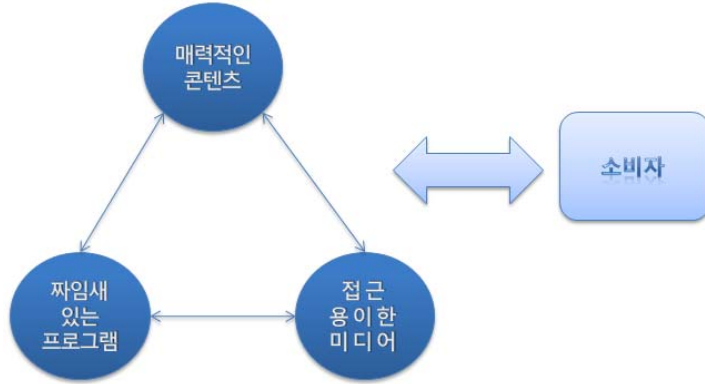 매력적인
콘텐츠
소비자
짜임새
있는
프로그램
접 근
용 이 한
미 디 어